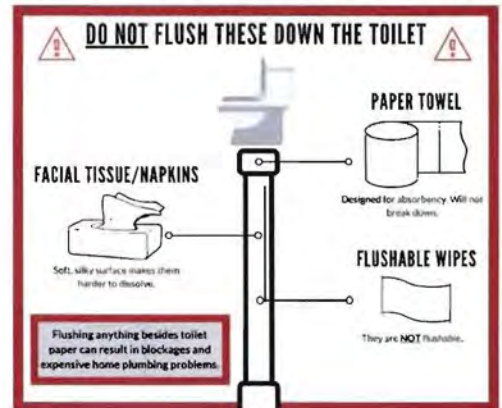 DO NOT FLUSH THESE DOWN THE TOILET
PAPER TOWEL
Designed for absorbency. Will not
break down.
FACIAL TISSUE/NAPKINS
Soft, silky surface makes them
harder to dissolve.
FLUSHABLE WIPES
They are NOT flushable.
Flushing anything besides toilet
paper can result in blockages and
expensive home plumbing problems.